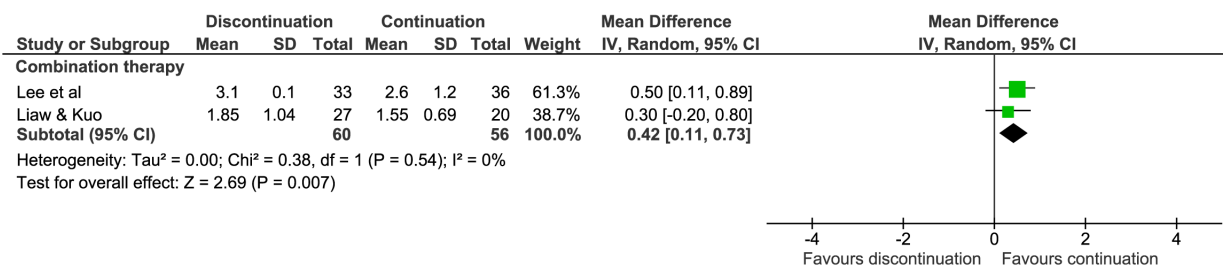 Discontinuation Continuation Mean Difference Mean Difference
Study or Subgroup Mean SD Total Mean SD Total Weight IV, Random, 95% CI IV, Random, 95% CI
Combination therapy
Lee et al 3.1 0.1 33 2.6 1.2 36 61.3% 0.50 [0.11, 0.89]
Liaw & Kuo 1.85 1.04 27 1.55 0.69 20 38.7% 0.30 [-0.20, 0.80]
Subtotal (95% CI) 60 56 100.0% 0.42 [0.11, 0.73]
Heterogeneity: Tau² = 0.00; Chi² = 0.38, df = 1 (P = 0.54); I² = 0%
Test for overall effect: Z = 2.69 (P = 0.007)
-4 -2 0 2 4
Favours discontinuation Favours continuation